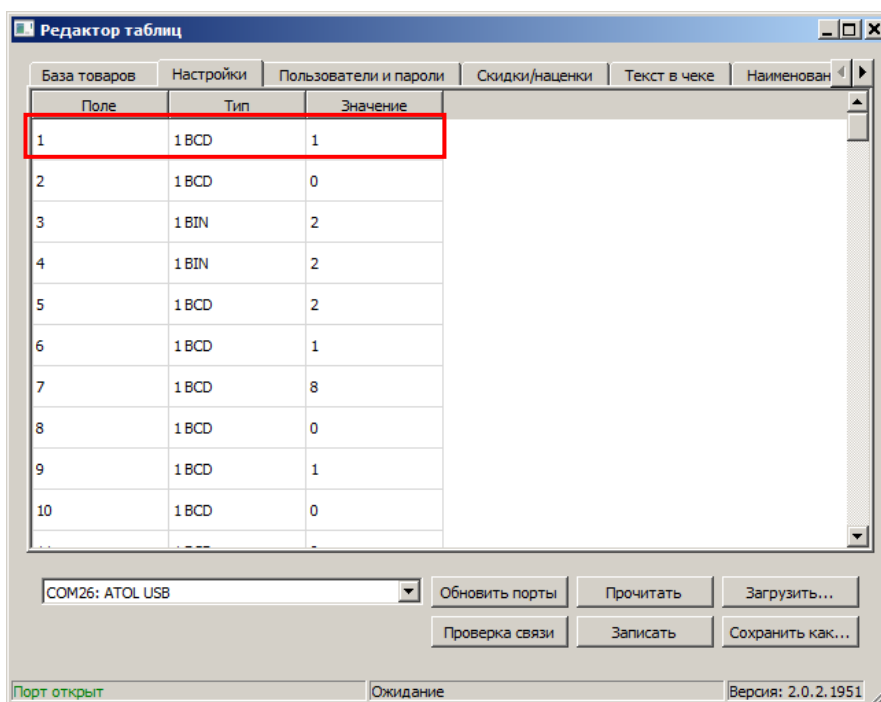 Редактор таблиц
База товаров Настройки Пользователи и пароли Скидки/наценки Текст в чеке Наименован
Поле Тип Значение
1 1 BCD 1
2 1 BCD 0
3 1 BIN 2
4 1 BIN 2
5 1 BCD 2
6 1 BCD 1
7 1 BCD 8
8 1 BCD 0
9 1 BCD 1
10 1 BCD 0
COM26: ATOL USB Обновить порты Прочитать Загрузить...
Проверка связи Записать Сохранить как...
Порт открыт Ожидание Версия: 2.0.2.1951